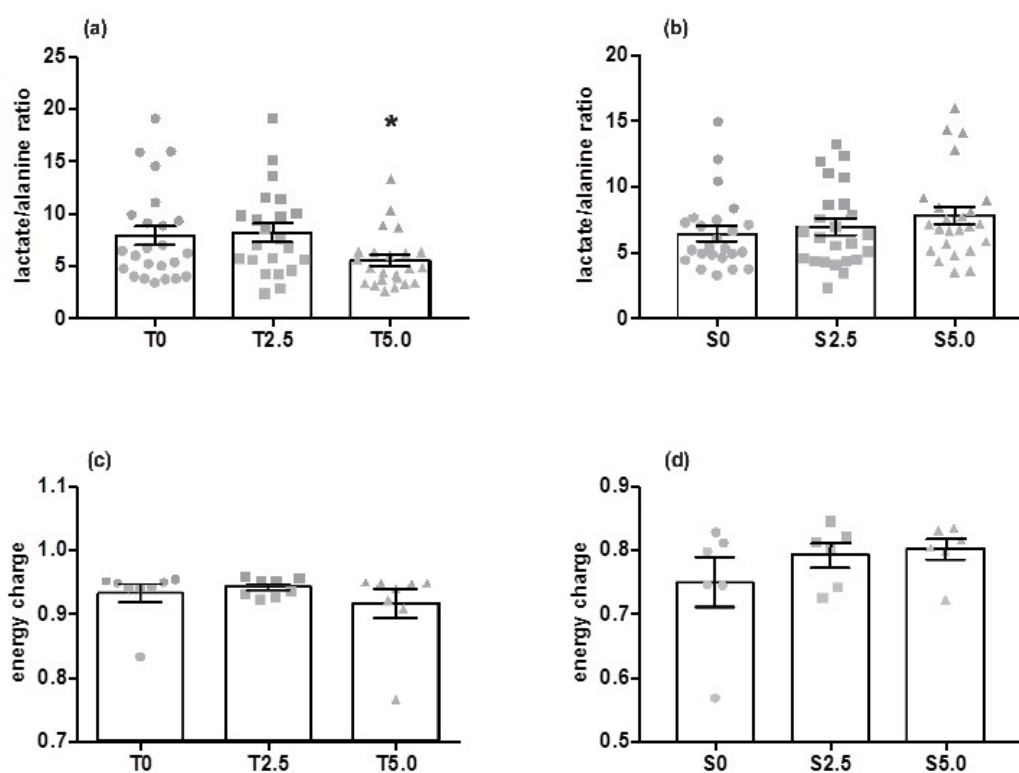 (a)
lactate/alanine ratio
25
20
15
10
5
0
*
T0 T2.5 T5.0
(b)
lactate/alanine ratio
20
15
10
5
0
S0 S2.5 S5.0
(c)
energy charge
1.1
1.0
0.9
0.8
0.7
T0 T2.5 T5.0
(d)
energy charge
0.9
0.8
0.7
0.6
0.5
S0 S2.5 S5.0